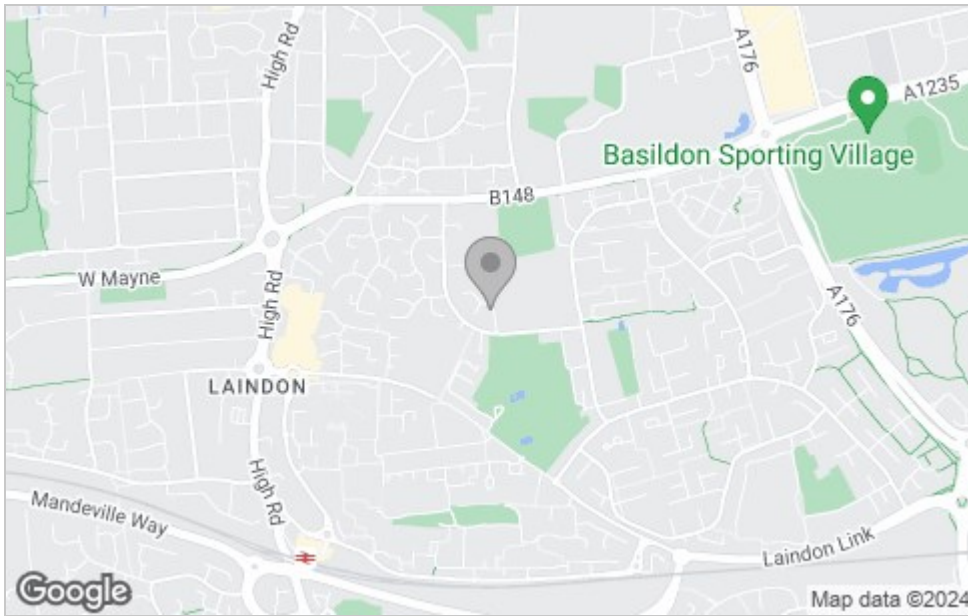 High Rd
A176
A1235
Basildon Sporting Village
B148
W Mayne
High Rd
A176
LAINDON
High Rd
Mandeville Way
Laindon Link
Google
Map data ©2024